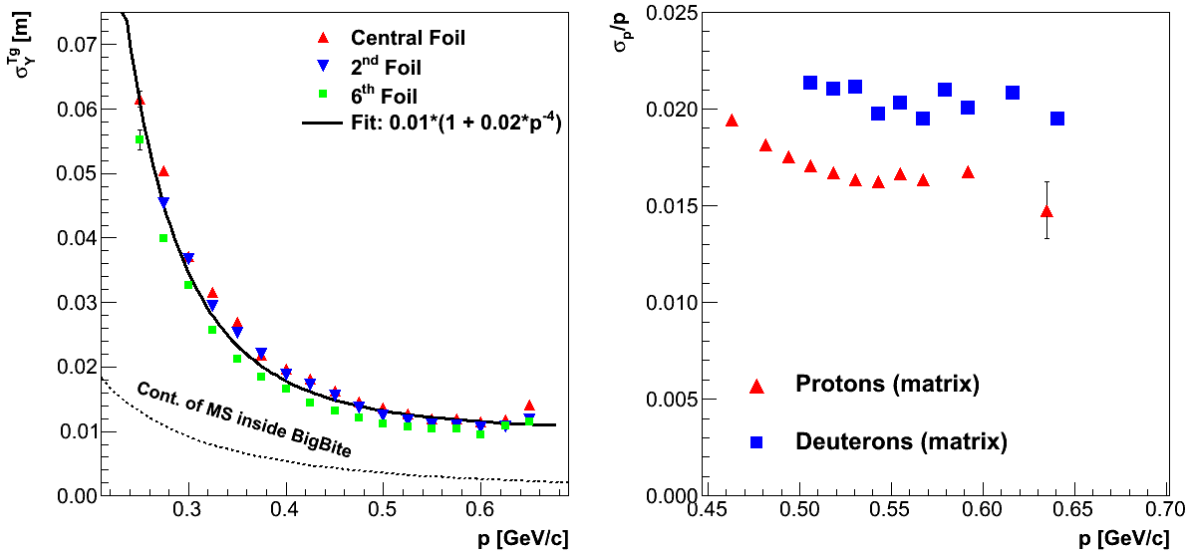 σ_Y^Tg [m]
0.07
0.06
0.05
0.04
0.03
0.02
0.01
0.00
Central Foil
2nd Foil
6th Foil
Fit: 0.01*(1 + 0.02*p-4)
Cont. of MS inside BigBite
0.3 0.4 0.5 0.6
p [GeV/c]
σp/p
0.025
0.020
0.015
0.010
0.005
0.000
Protons (matrix)
Deuterons (matrix)
0.45 0.50 0.55 0.60 0.65 0.70
p [GeV/c]